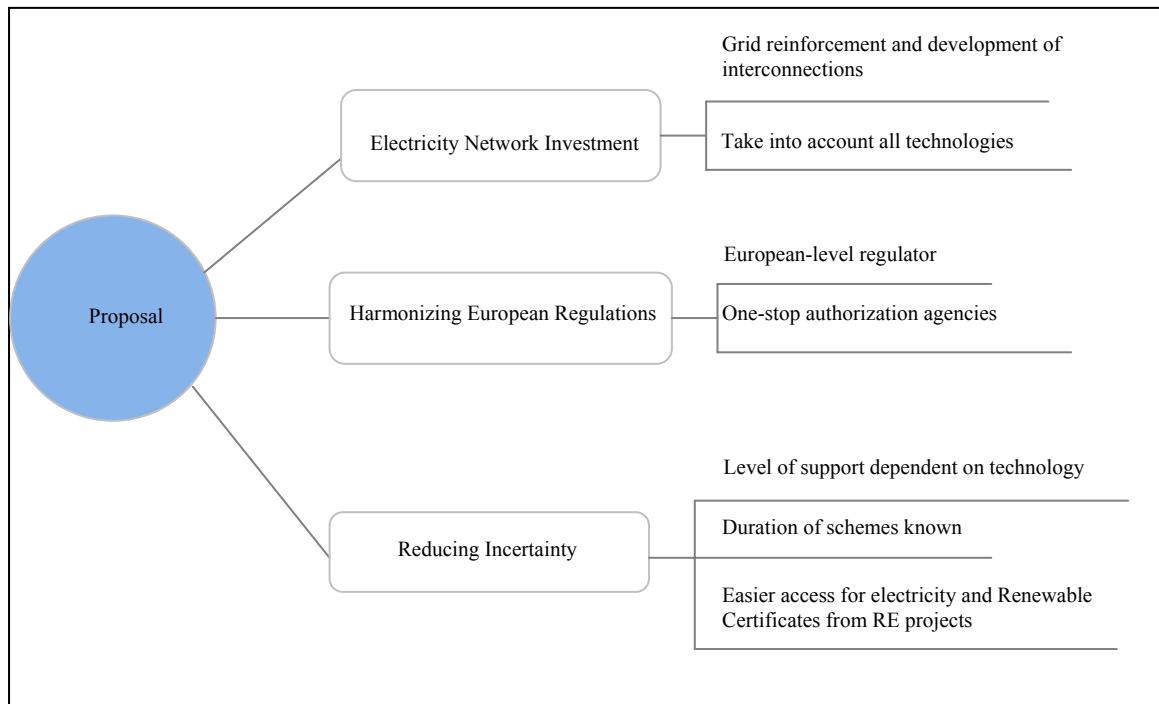 Proposal
Electricity Network Investment
Grid reinforcement and development of
interconnections
Take into account all technologies
Harmonizing European Regulations
European-level regulator
One-stop authorization agencies
Reducing Incertainty
Level of support dependent on technology
Duration of schemes known
Easier access for electricity and Renewable
Certificates from RE projects